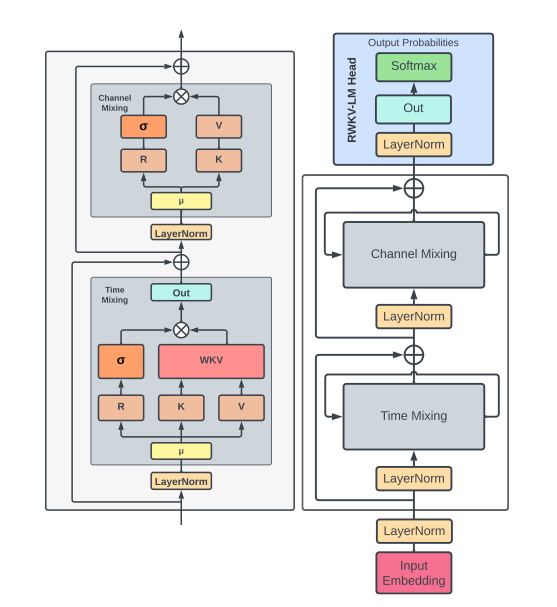 Channel
Mixing
σ
V
R
K
μ
LayerNorm
Time
Mixing
Out
σ
WKV
R
K
V
μ
LayerNorm
Output Probabilities
RWKV-LM Head
Softmax
Out
LayerNorm
Channel Mixing
LayerNorm
Time Mixing
LayerNorm
LayerNorm
Input
Embedding